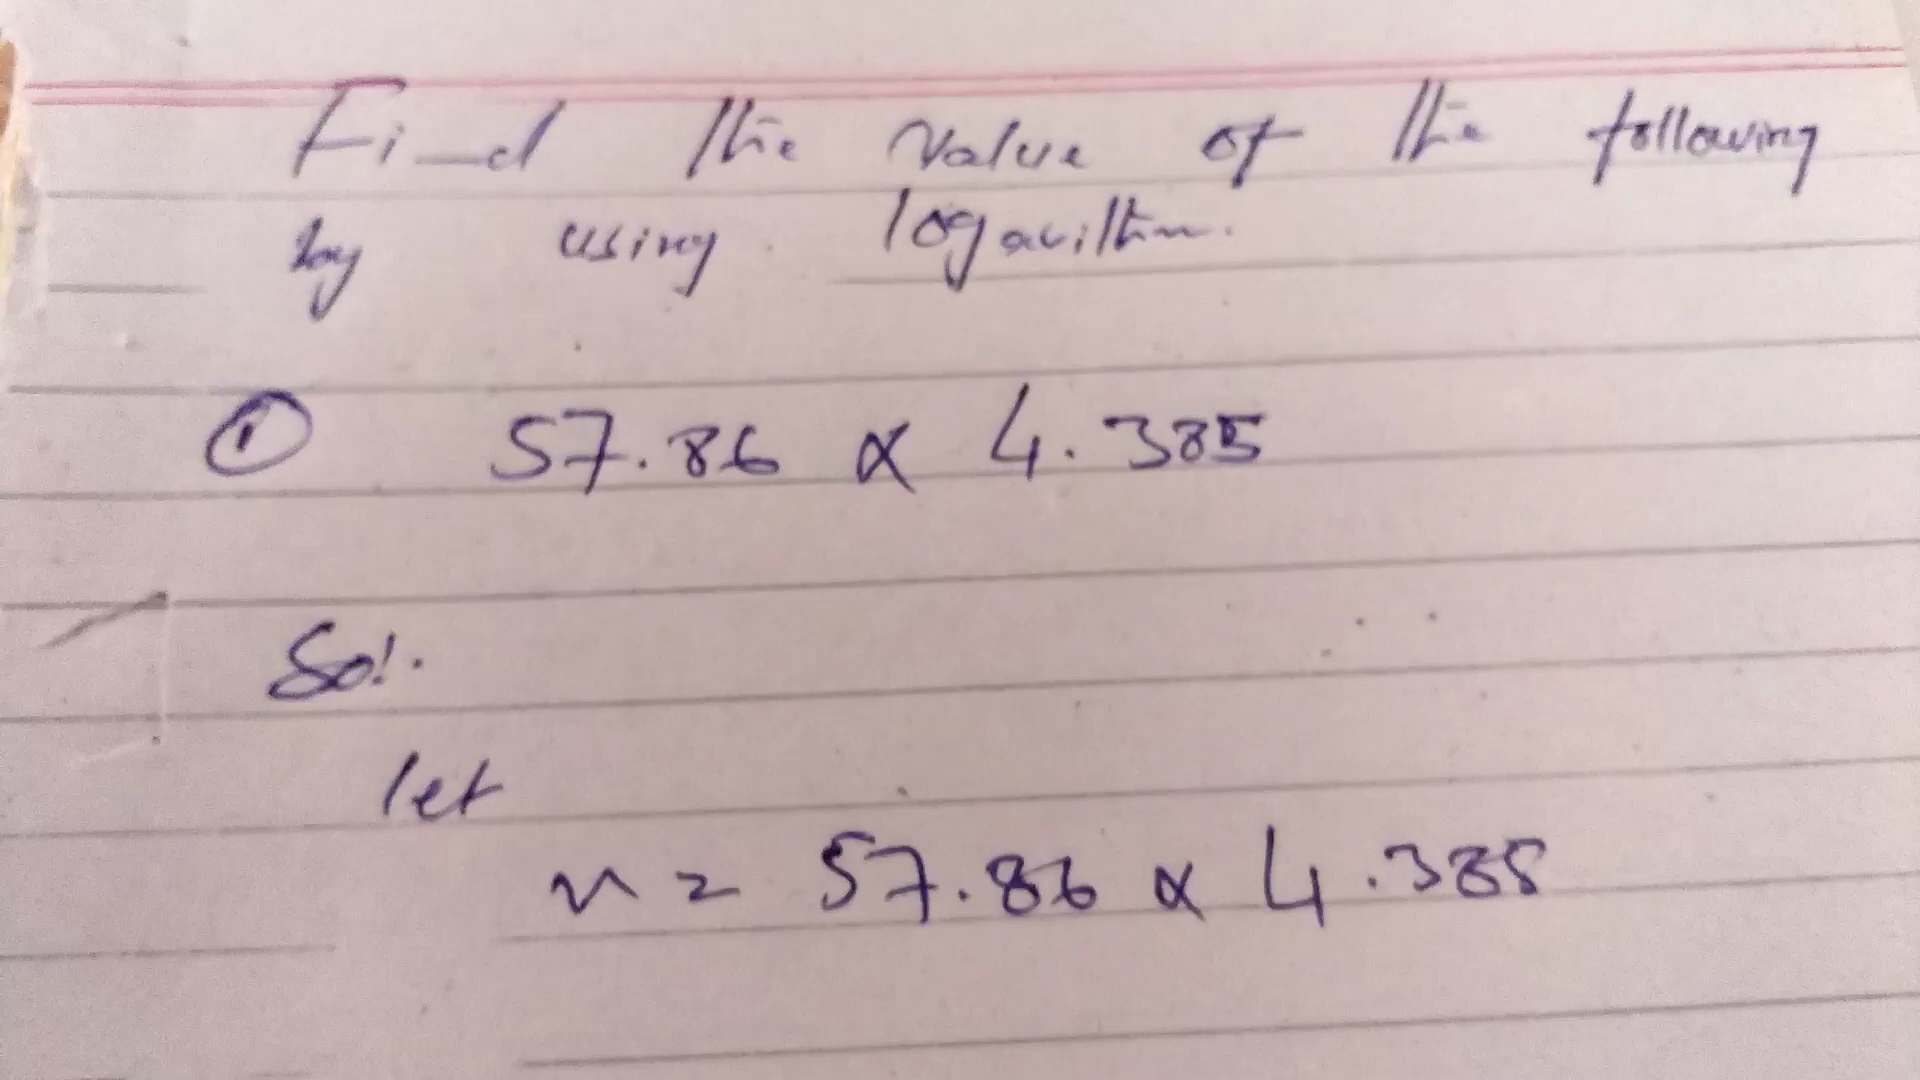 Find the value of the following
by using logarithm.
① 57.86 × 4.385
Sol.
let
x = 57.86 × 4.385